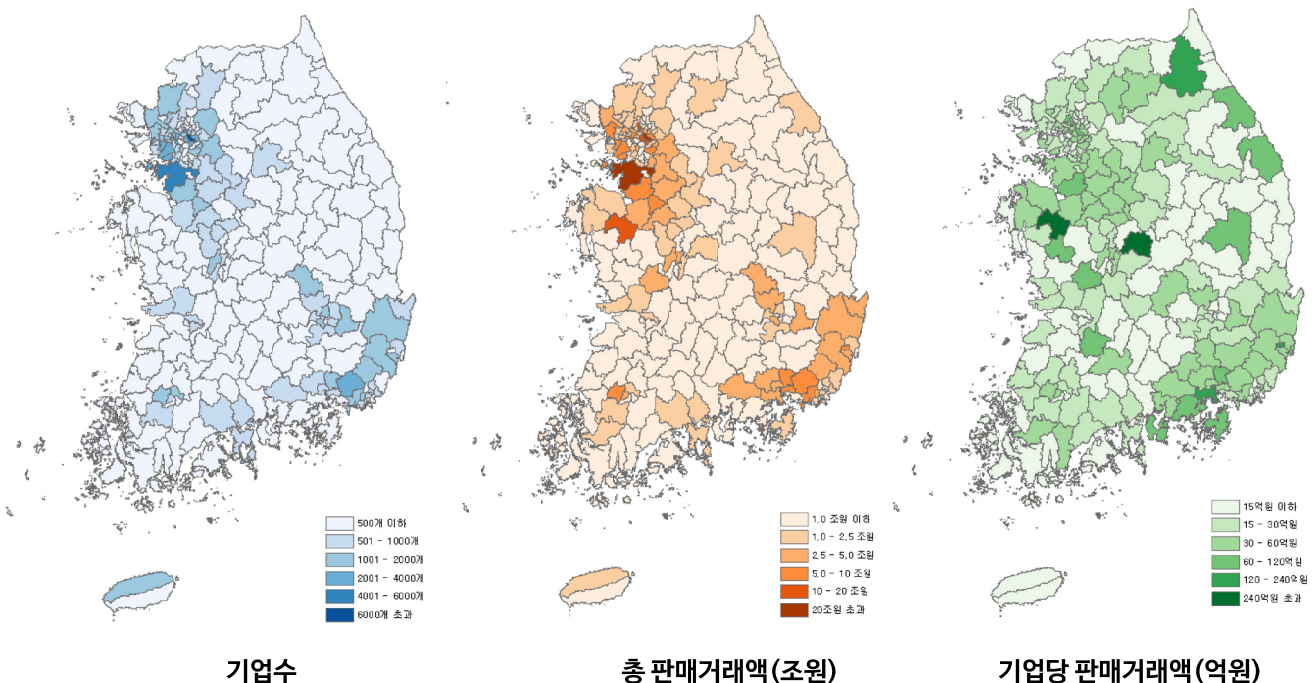 500개 이하
501 - 1000개
1001 - 2000개
2001 - 4000개
4001 - 6000개
6000개 초과
1.0 조원 이하
1.0 - 2.5 조원
2.5 - 5.0 조원
5.0 - 10 조원
10 - 20 조원
20조원 초과
15억원 이하
15 - 30억원
30 - 60억원
60 - 120억원
120 - 240억원
240억원 초과
기업수
총 판매거래액(조원)
기업당 판매거래액(억원)